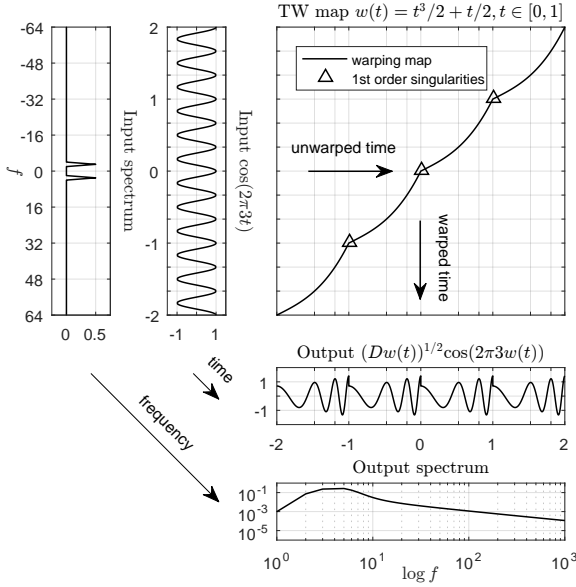 TW map w(t) = t³/2 + t/2, t ∈ [0, 1]
-64
-48
-32
-16
0
16
32
48
64
f
0 0.5
Input spectrum
2
1
0
-1
-2
-1 1
Input cos(2π3t)
warping map
1st order singularities
unwarped time
warped time
time
frequency
Output (Dw(t))^{1/2}cos(2π3w(t))
1
-1
-2 -1 0 1 2
Output spectrum
10^{-1}
10^{-3}
10^{-5}
10^{0} 10^{1} 10^{2} 10^{3}
log f